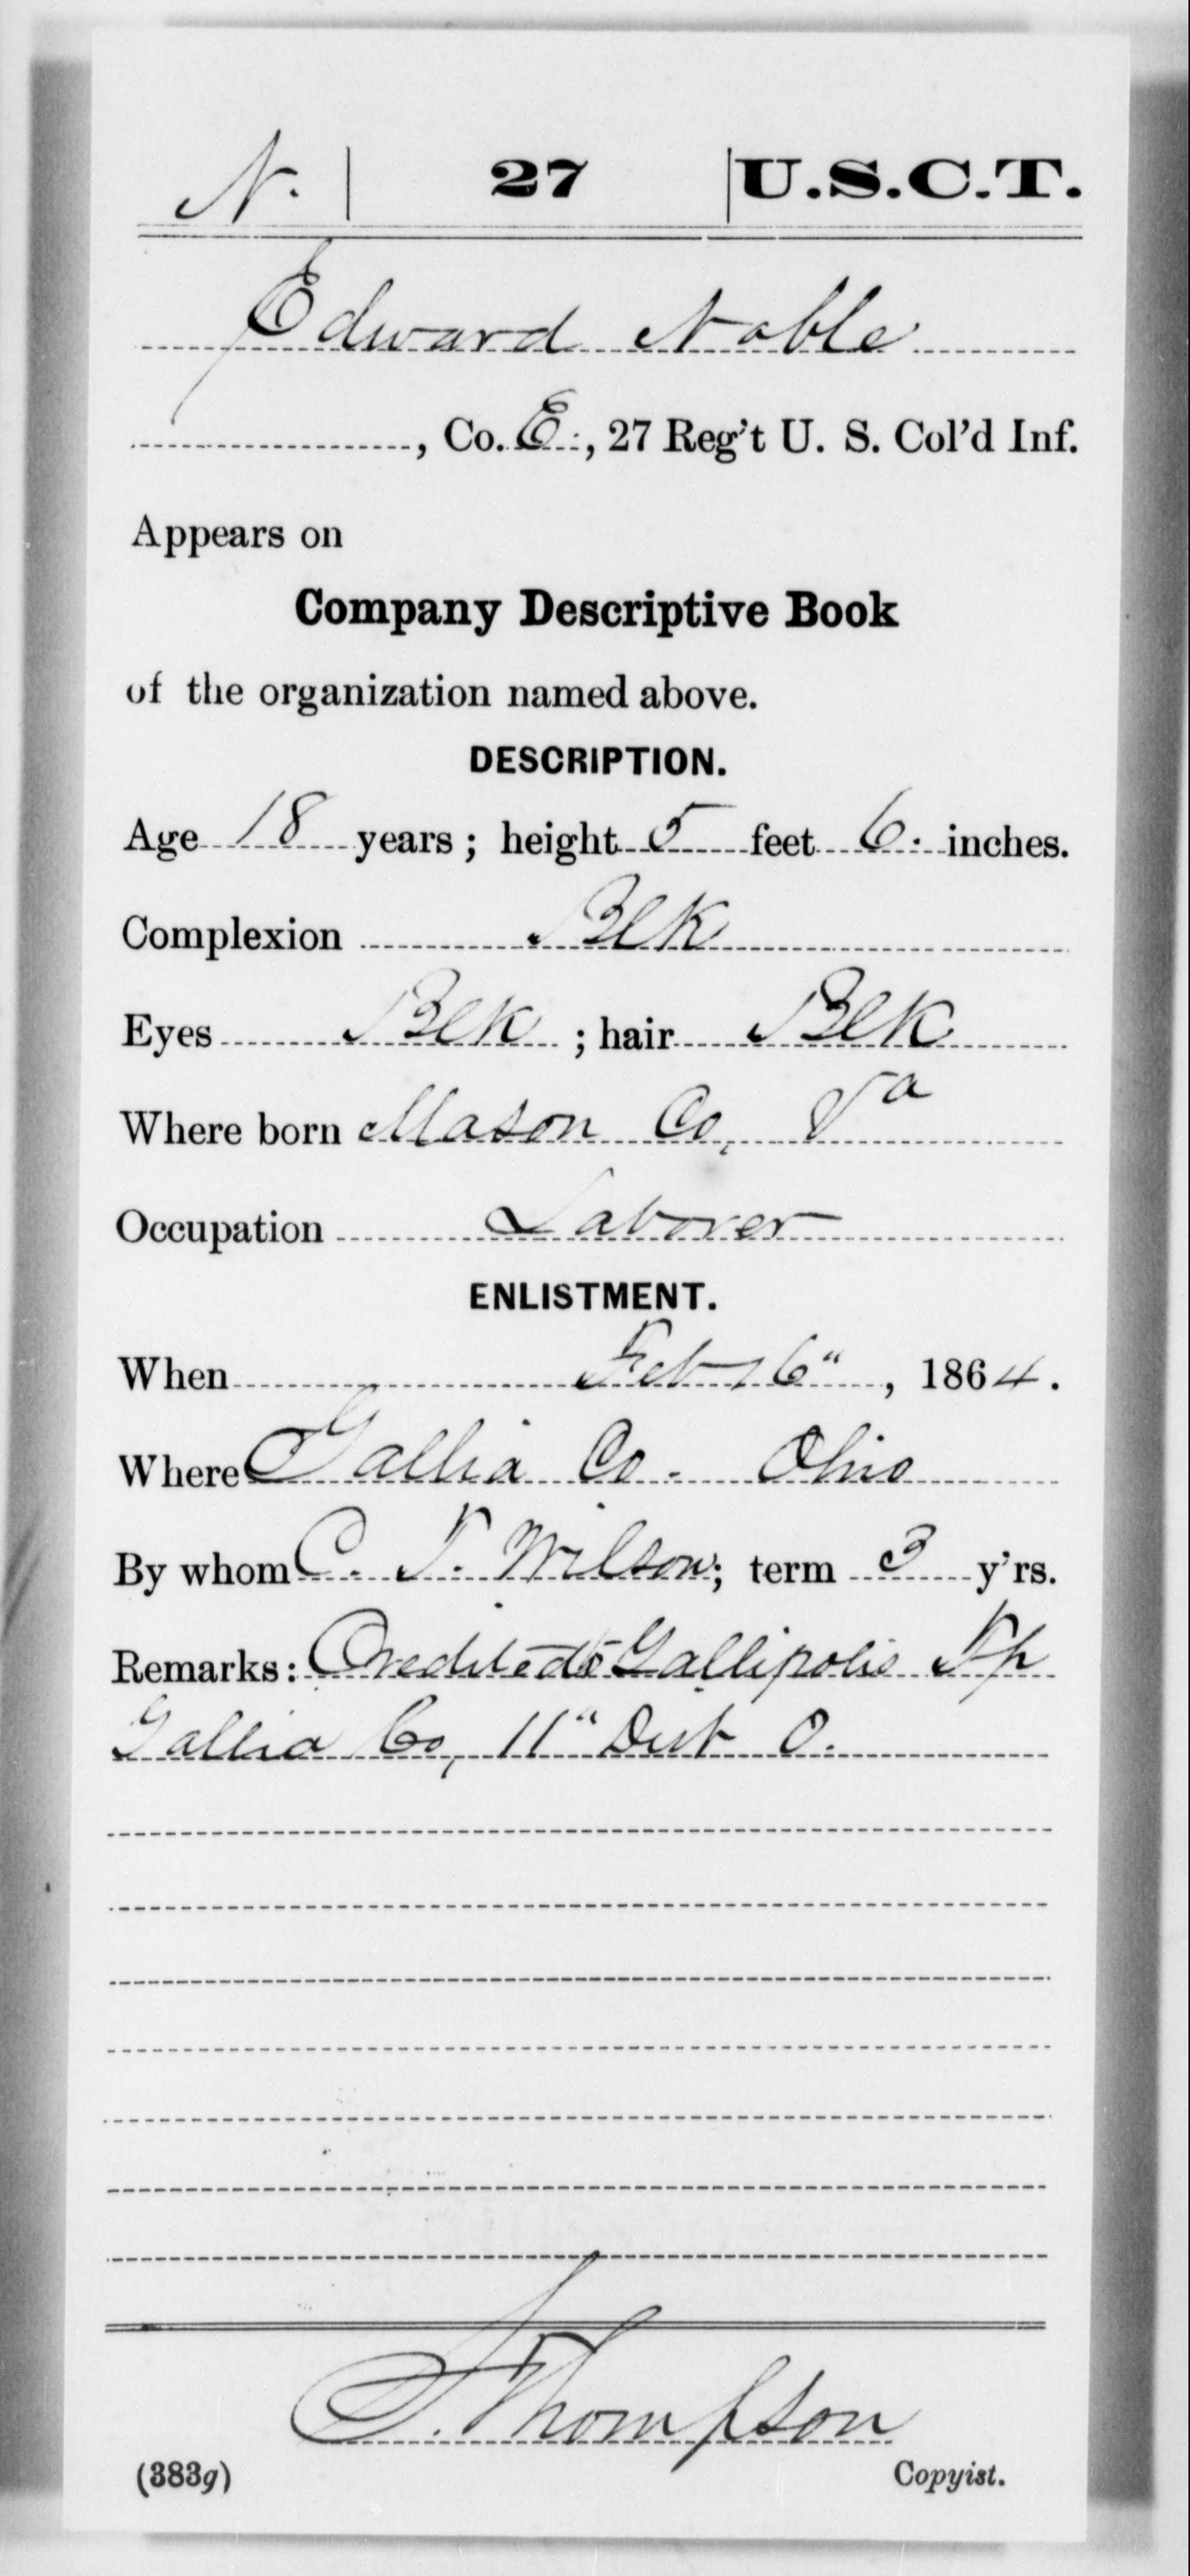 N. | 27 | U.S.C.T.
Edward Noble
, Co. E., 27 Reg't U. S. Col'd Inf.
Appears on
Company Descriptive Book
of the organization named above.
DESCRIPTION.
Age 18 years; height 5 feet 6. inches.
Complexion Blk
Eyes Blk; hair Blk
Where born Mason Co, Va
Occupation Laborer
ENLISTMENT.
When Feb 16", 1864.
Where Gallia Co. Ohio
By whom C. T. Wilson; term 3 y'rs.
Remarks: Credited to Gallipolis Tp
Gallia Co, 11" Dist O.
Thompson
(383g) Copyist.